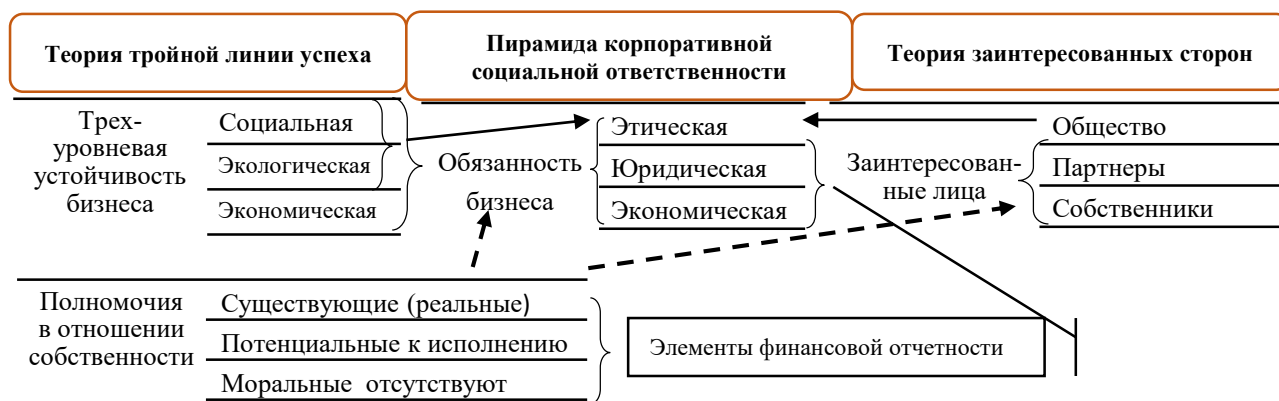 Теория тройной линии успеха
Пирамида корпоративной
социальной ответственности
Теория заинтересованных сторон
Трех-
уровневая
устойчивость
бизнеса
Социальная
Экологическая
Экономическая
Обязанность
бизнеса
Этическая
Юридическая
Экономическая
Заинтересован-
ные лица
Общество
Партнеры
Собственники
Полномочия
в отношении
собственности
Существующие (реальные)
Потенциальные к исполнению
Моральные отсутствуют
Элементы финансовой отчетности